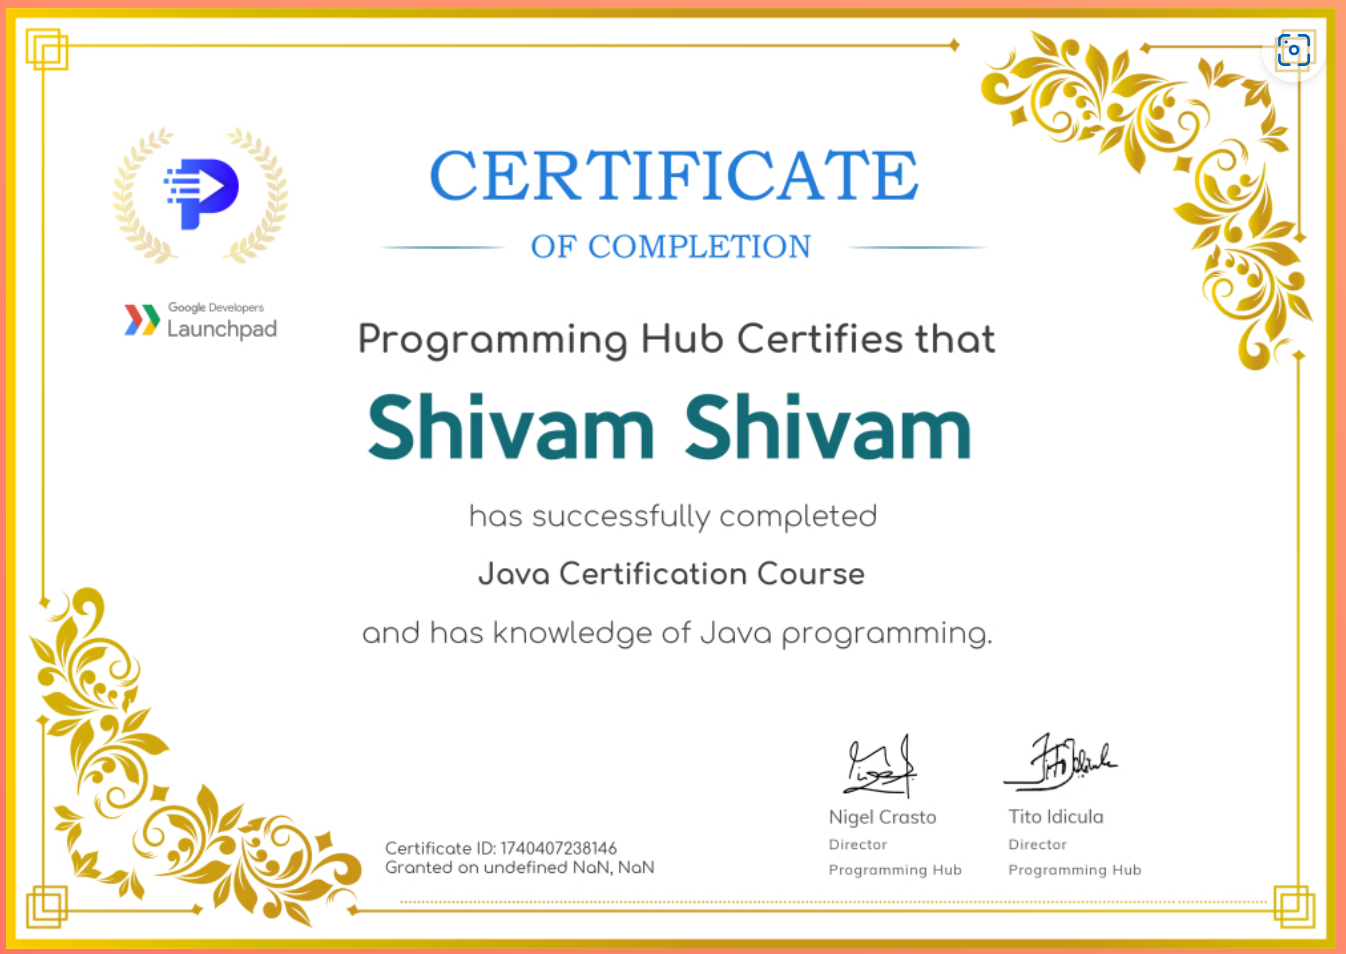 CERTIFICATE
OF COMPLETION
Google Developers
Launchpad
Programming Hub Certifies that
Shivam Shivam
has successfully completed
Java Certification Course
and has knowledge of Java programming.
Nigel Crasto
Director
Programming Hub
Tito Idicula
Director
Programming Hub
Certificate ID: 1740407238146
Granted on undefined NaN, NaN